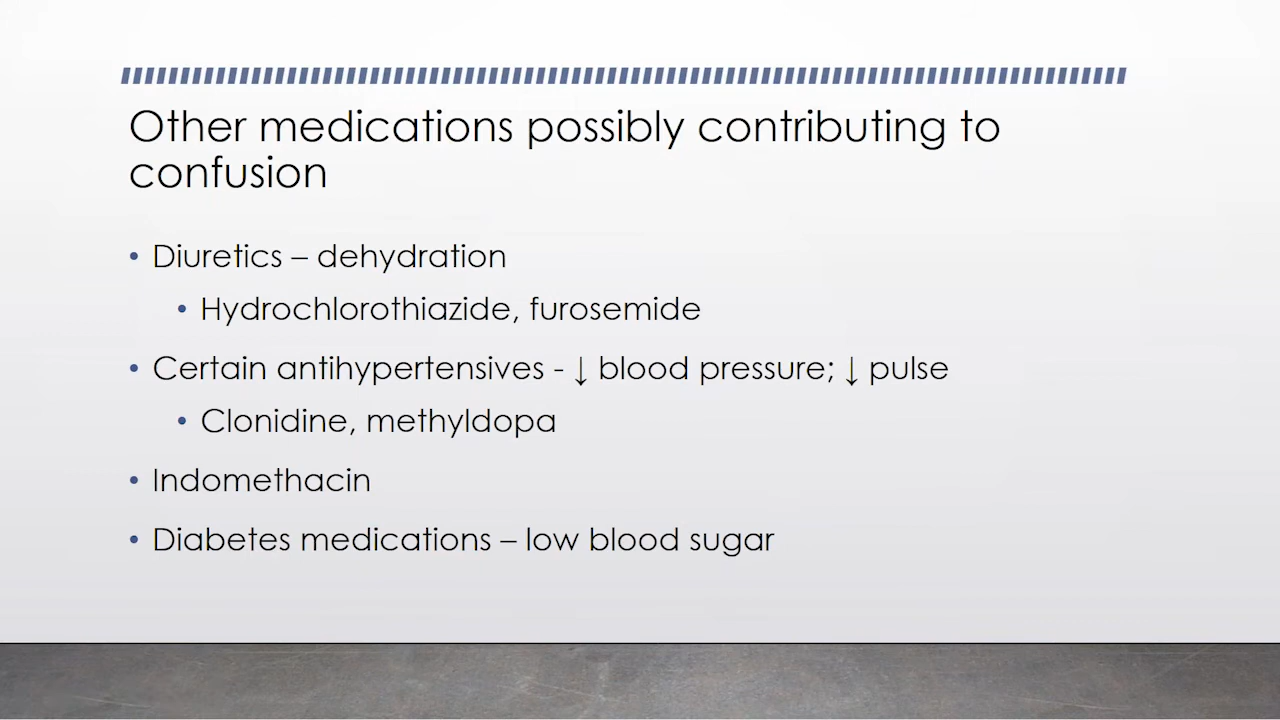 Other medications possibly contributing to
confusion
• Diuretics – dehydration
• Hydrochlorothiazide, furosemide
• Certain antihypertensives - ↓ blood pressure; ↓ pulse
• Clonidine, methyldopa
• Indomethacin
• Diabetes medications – low blood sugar